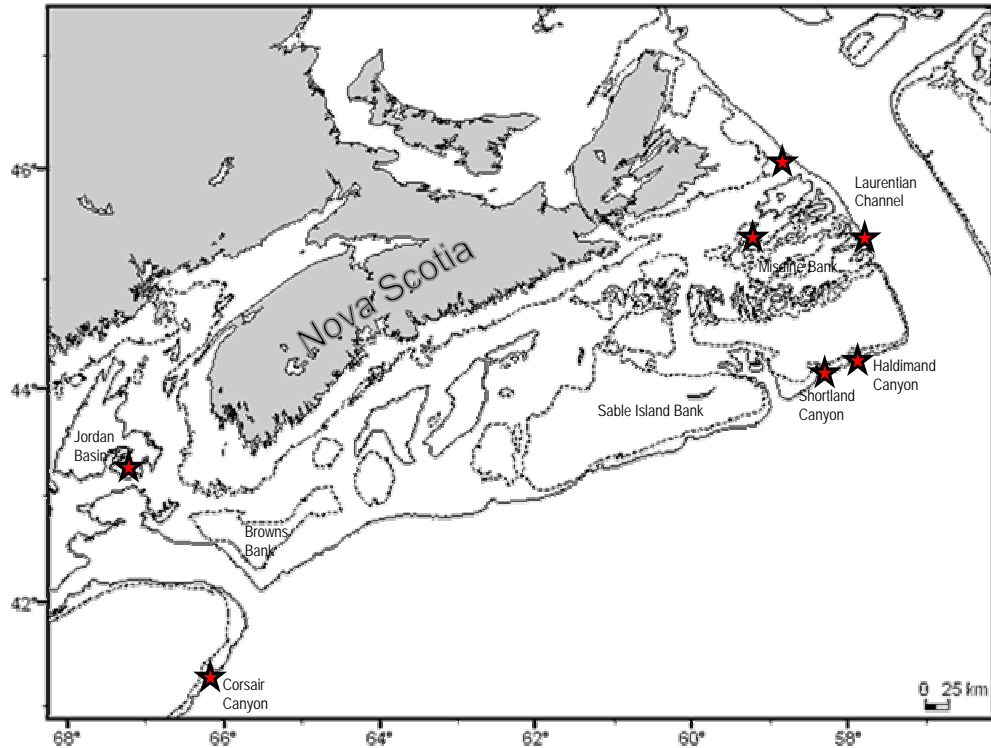 46°
Laurentian
Channel
Misaine Bank
Nova Scotia
44°
Haldimand
Canyon
Shortland
Canyon
Sable Island Bank
Jordan
Basin
Browns
Bank
42°
Corsair
Canyon
0 25 km
68° 66° 64° 62° 60° 58°